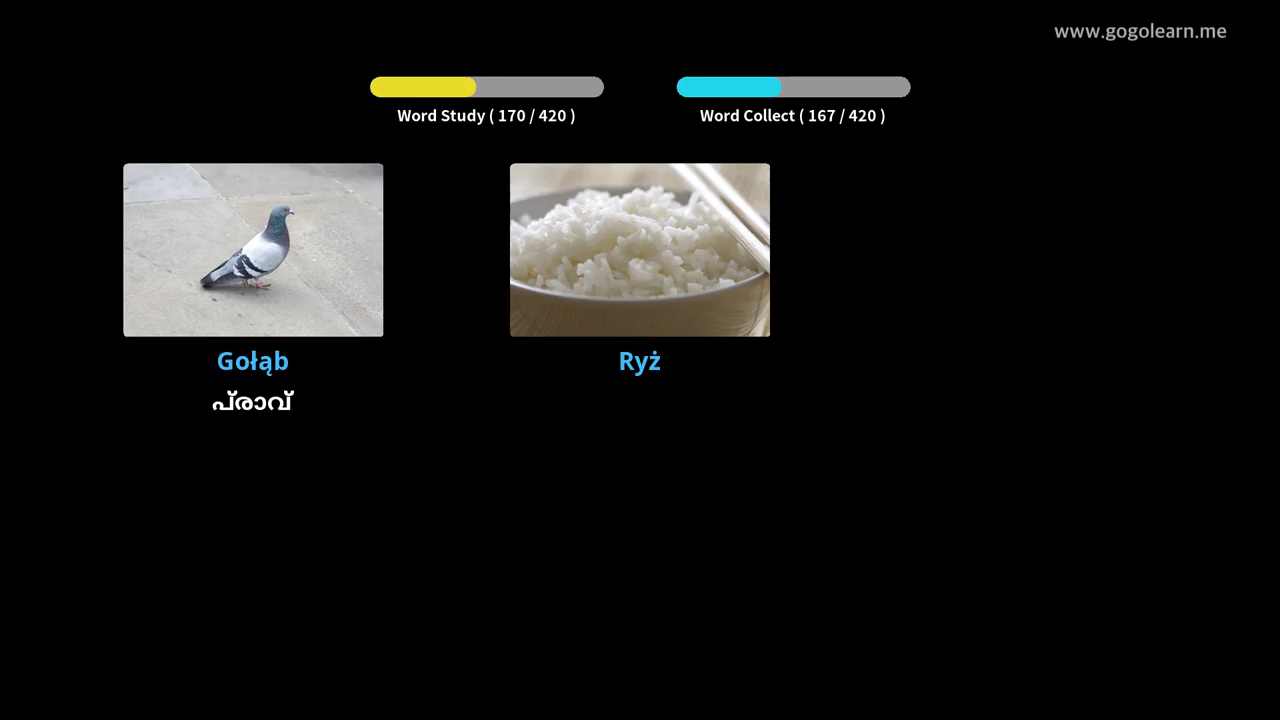 www.gogolearn.me
Word Study ( 170 / 420 )
Word Collect ( 167 / 420 )
Gołąb
Ryż
പ്രാവ്